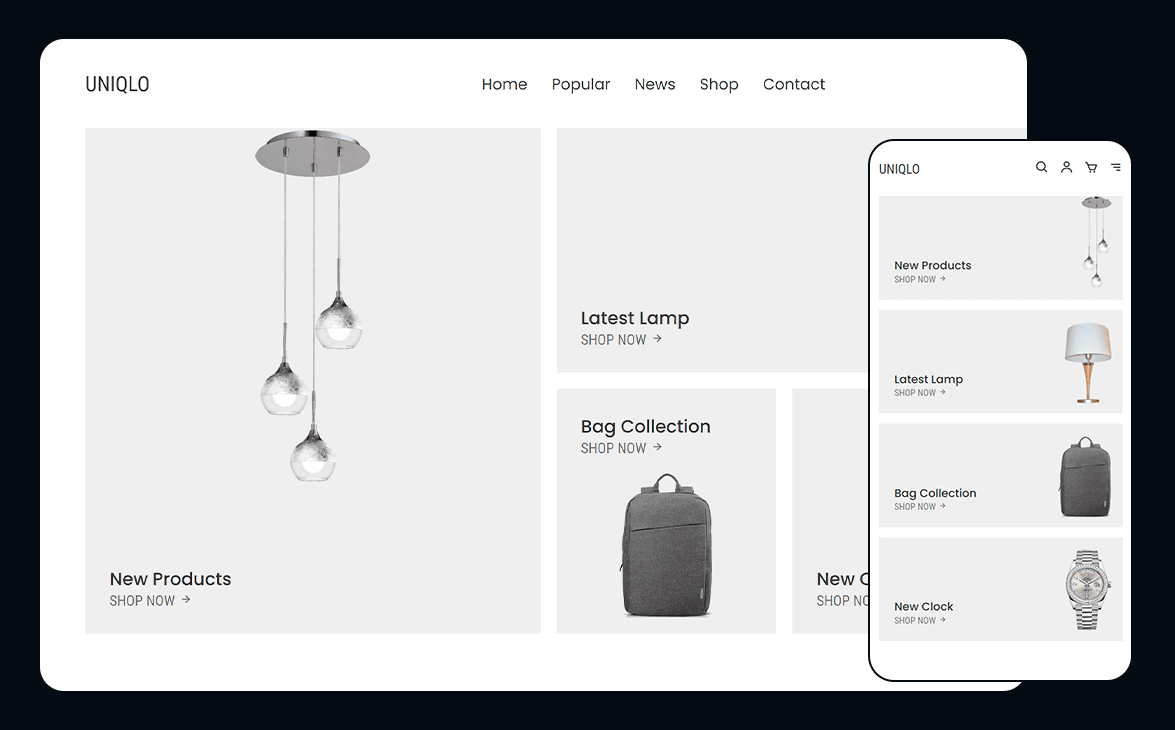 UNIQLO
Home Popular News Shop Contact
New Products
SHOP NOW →
Latest Lamp
SHOP NOW →
Bag Collection
SHOP NOW →
New C
SHOP NO
UNIQLO
New Products
SHOP NOW →
Latest Lamp
SHOP NOW →
Bag Collection
SHOP NOW →
New Clock
SHOP NOW →